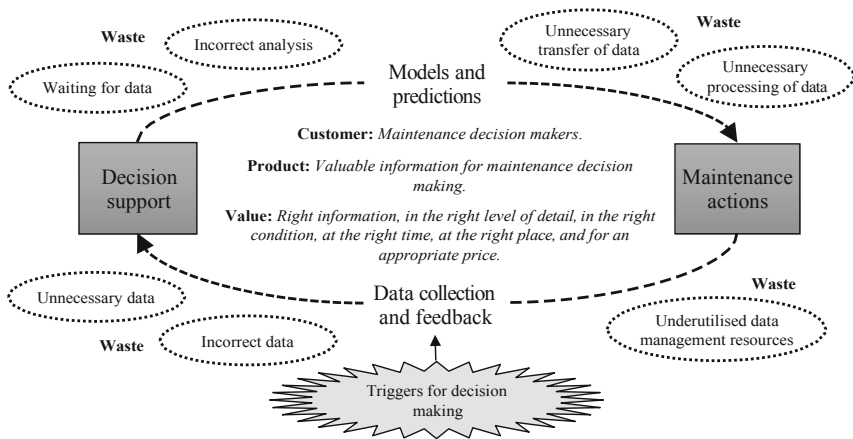 Waste
Incorrect analysis
Waiting for data
Unnecessary
transfer of data
Waste
Unnecessary
processing of data
Models and
predictions
Customer: Maintenance decision makers.
Product: Valuable information for maintenance decision
making.
Value: Right information, in the right level of detail, in the right
condition, at the right time, at the right place, and for an
appropriate price.
Decision
support
Maintenance
actions
Data collection
and feedback
Unnecessary data
Waste
Incorrect data
Waste
Underutilised data
management resources
Triggers for decision
making